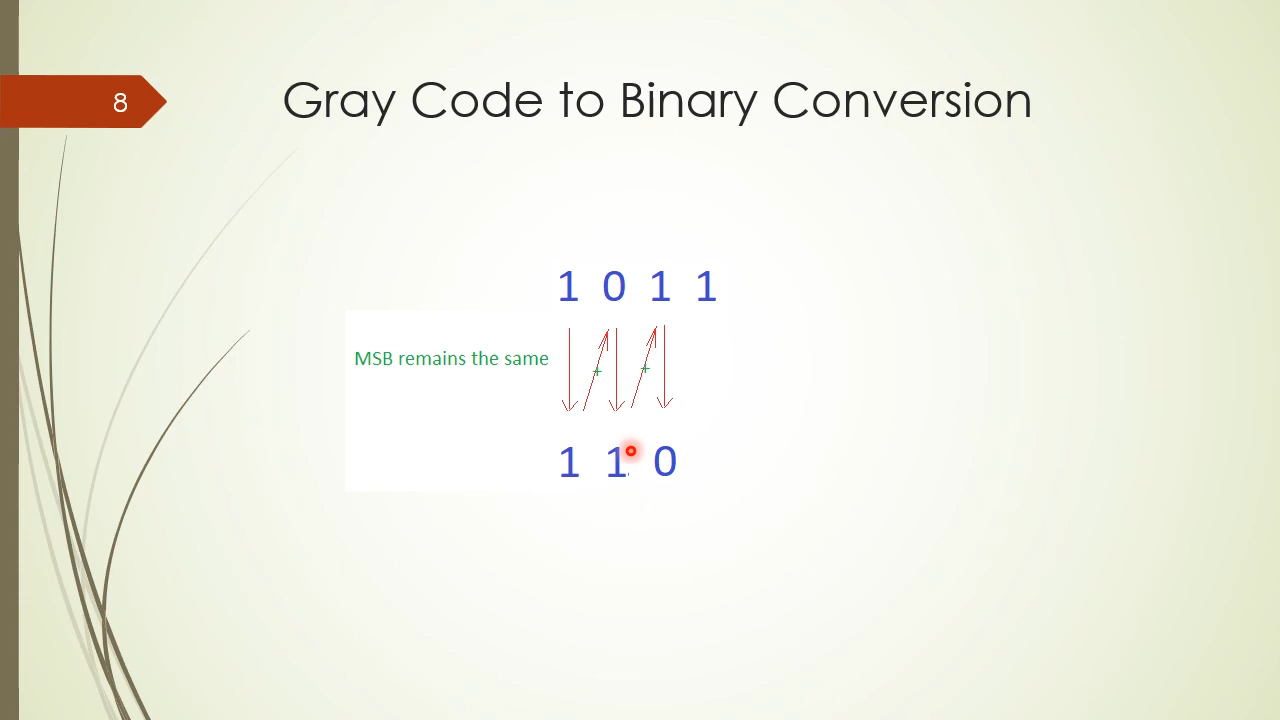 8
Gray Code to Binary Conversion
1 0 1 1
MSB remains the same
+ +
1 1 0